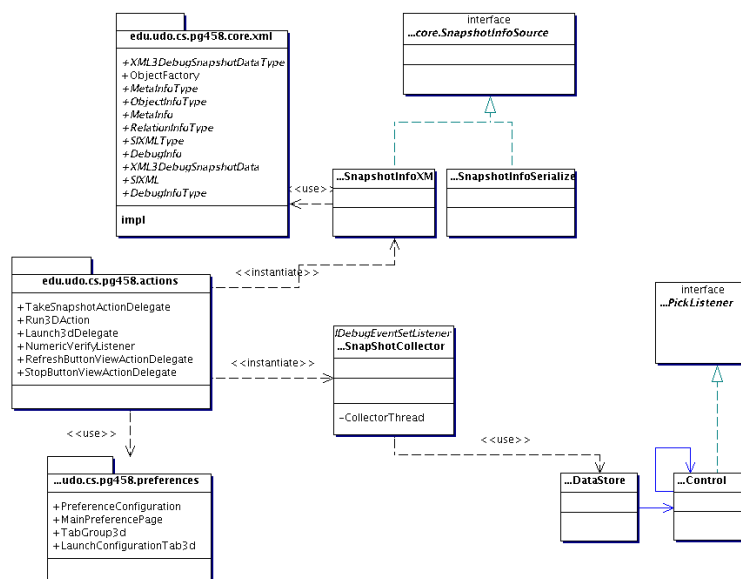 edu.udo.cs.pg458.core.xml
+XML3DebugSnapshotDataType
+ObjectFactory
+MetaInfoType
+ObjectInfoType
+MetaInfo
+RelationInfoType
+SIXMLType
+DebugInfo
+XML3DebugSnapshotData
+SIXML
+DebugInfoType
impl
interface
...core.SnapshotInfoSource
<<use>>
...SnapshotInfoXM
...SnapshotInfoSerialize
edu.udo.cs.pg458.actions
+TakeSnapshotActionDelegate
+Run3DAction
+Launch3dDelegate
+NumericVerifyListener
+RefreshButtonViewActionDelegate
+StopButtonViewActionDelegate
<<instantiate>>
<<instantiate>>
IDebugEventSetListener
...SnapShotCollector
-CollectorThread
interface
...PickListener
<<use>>
<<use>>
...udo.cs.pg458.preferences
+PreferenceConfiguration
+MainPreferencePage
+TabGroup3d
+LaunchConfigurationTab3d
...DataStore
...Control